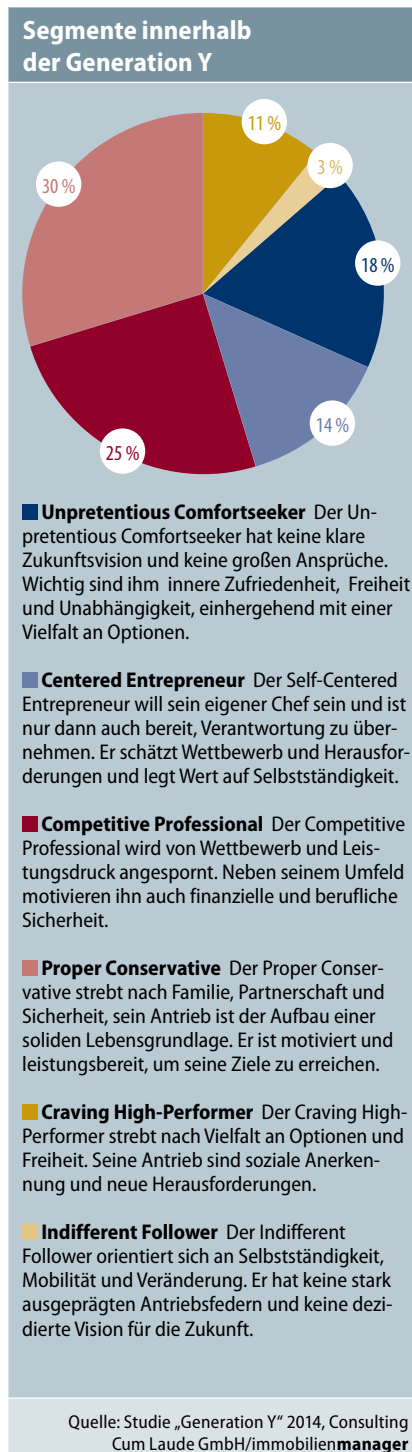 Segmente innerhalb
der Generation Y
11 %
3 %
30 %
18 %
14 %
25 %
Unpretentious Comfortseeker Der Un-
pretentious Comfortseeker hat keine klare
Zukunftsvision und keine großen Ansprüche.
Wichtig sind ihm innere Zufriedenheit, Freiheit
und Unabhängigkeit, einhergehend mit einer
Vielfalt an Optionen.
Centered Entrepreneur Der Self-Centered
Entrepreneur will sein eigener Chef sein und ist
nur dann auch bereit, Verantwortung zu über-
nehmen. Er schätzt Wettbewerb und Herausfor-
derungen und legt Wert auf Selbstständigkeit.
Competitive Professional Der Competitive
Professional wird von Wettbewerb und Leis-
tungsdruck angespornt. Neben seinem Umfeld
motivieren ihn auch finanzielle und berufliche
Sicherheit.
Proper Conservative Der Proper Conser-
vative strebt nach Familie, Partnerschaft und
Sicherheit, sein Antrieb ist der Aufbau einer
soliden Lebensgrundlage. Er ist motiviert und
leistungsbereit, um seine Ziele zu erreichen.
Craving High-Performer Der Craving High-
Performer strebt nach Vielfalt an Optionen und
Freiheit. Seine Antrieb sind soziale Anerken-
nung und neue Herausforderungen.
Indifferent Follower Der Indifferent
Follower orientiert sich an Selbstständigkeit,
Mobilität und Veränderung. Er hat keine stark
ausgeprägten Antriebsfedern und keine dezi-
dierte Vision für die Zukunft.
Quelle: Studie „Generation Y“ 2014, Consulting
Cum Laude GmbH/immobilienmanager